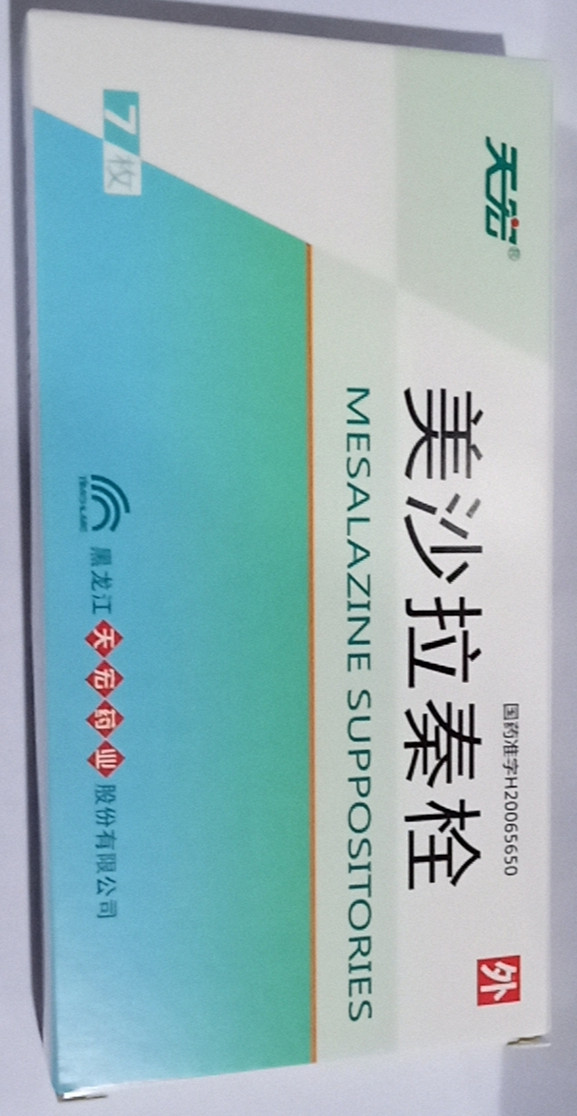 天宏®
国药准字H20065650
外
美沙拉秦栓
MESALAZINE SUPPOSITORIES
7枚
黑龙江天宏药业股份有限公司